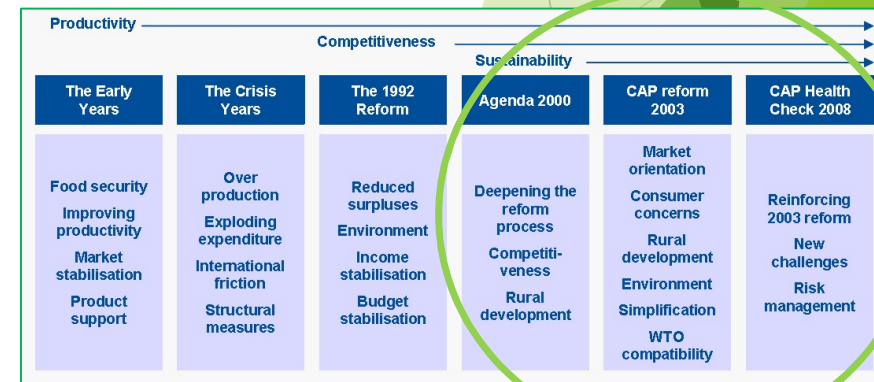 Productivity
Competitiveness
Sustainability
The Early
Years
Food security
Improving
productivity
Market
stabilisation
Product
support
The Crisis
Years
Over
production
Exploding
expenditure
International
friction
Structural
measures
The 1992
Reform
Reduced
surpluses
Environment
Income
stabilisation
Budget
stabilisation
Agenda 2000
Deepening the
reform
process
Competiti-
veness
Rural
development
CAP reform
2003
Market
orientation
Consumer
concerns
Rural
development
Environment
Simplification
WTO
compatibility
CAP Health
Check 2008
Reinforcing
2003 reform
New
challenges
Risk
management